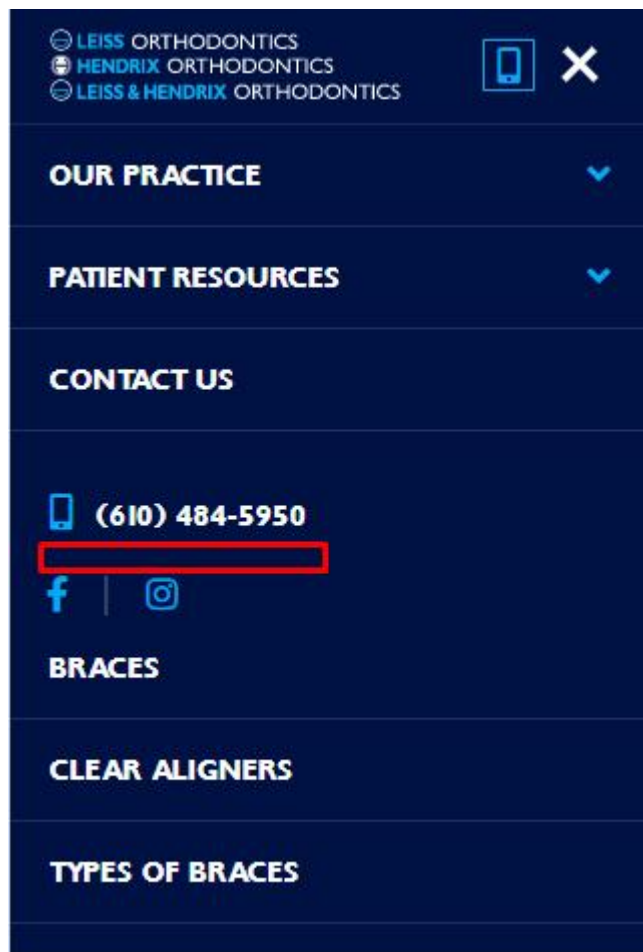 LEISS ORTHODONTICS
HENDRIX ORTHODONTICS
LEISS & HENDRIX ORTHODONTICS
OUR PRACTICE
PATIENT RESOURCES
CONTACT US
(610) 484-5950
BRACES
CLEAR ALIGNERS
TYPES OF BRACES